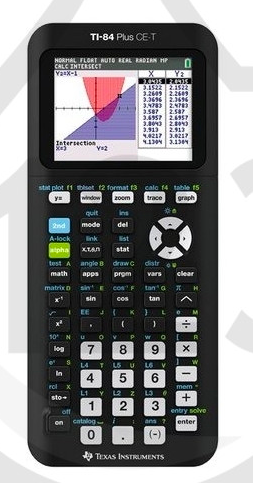 TI-84 Plus CE-T
NORMAL FLOAT AUTO REAL RADIAN MP
CALC INTERSECT
Y2=X-1
X Y2
3.0435 2.0435
3.1522 2.1522
3.2609 2.2609
3.3696 2.3696
3.4783 2.4783
3.587 2.587
3.6957 2.6957
3.8043 2.8043
3.913 2.913
4.0217 3.0217
4.1304 3.1304
Intersection
X=3 Y=2
stat plot f1 tblset f2 format f3 calc f4 table f5
y= window zoom trace graph
quit ins
2nd mode del
A-lock link list
alpha X,T,θ,n stat
test A angle B draw C distr
math apps prgm vars clear
matrix D sin⁻¹ E cos⁻¹ F tan⁻¹ G π H
x⁻¹ sin cos tan ^
√ I EE J { K } L e M
x² , ( ) ÷
10ˣ N u O v P w Q [ R
log 7 8 9 ×
eˣ S L4 T L5 U L6 V ] W
ln 4 5 6 −
rcl X L1 Y L2 Z L3 θ mem "
sto→ 1 2 3 +
off catalog i : ans ? entry solve
on 0 . (-) enter
TEXAS INSTRUMENTS